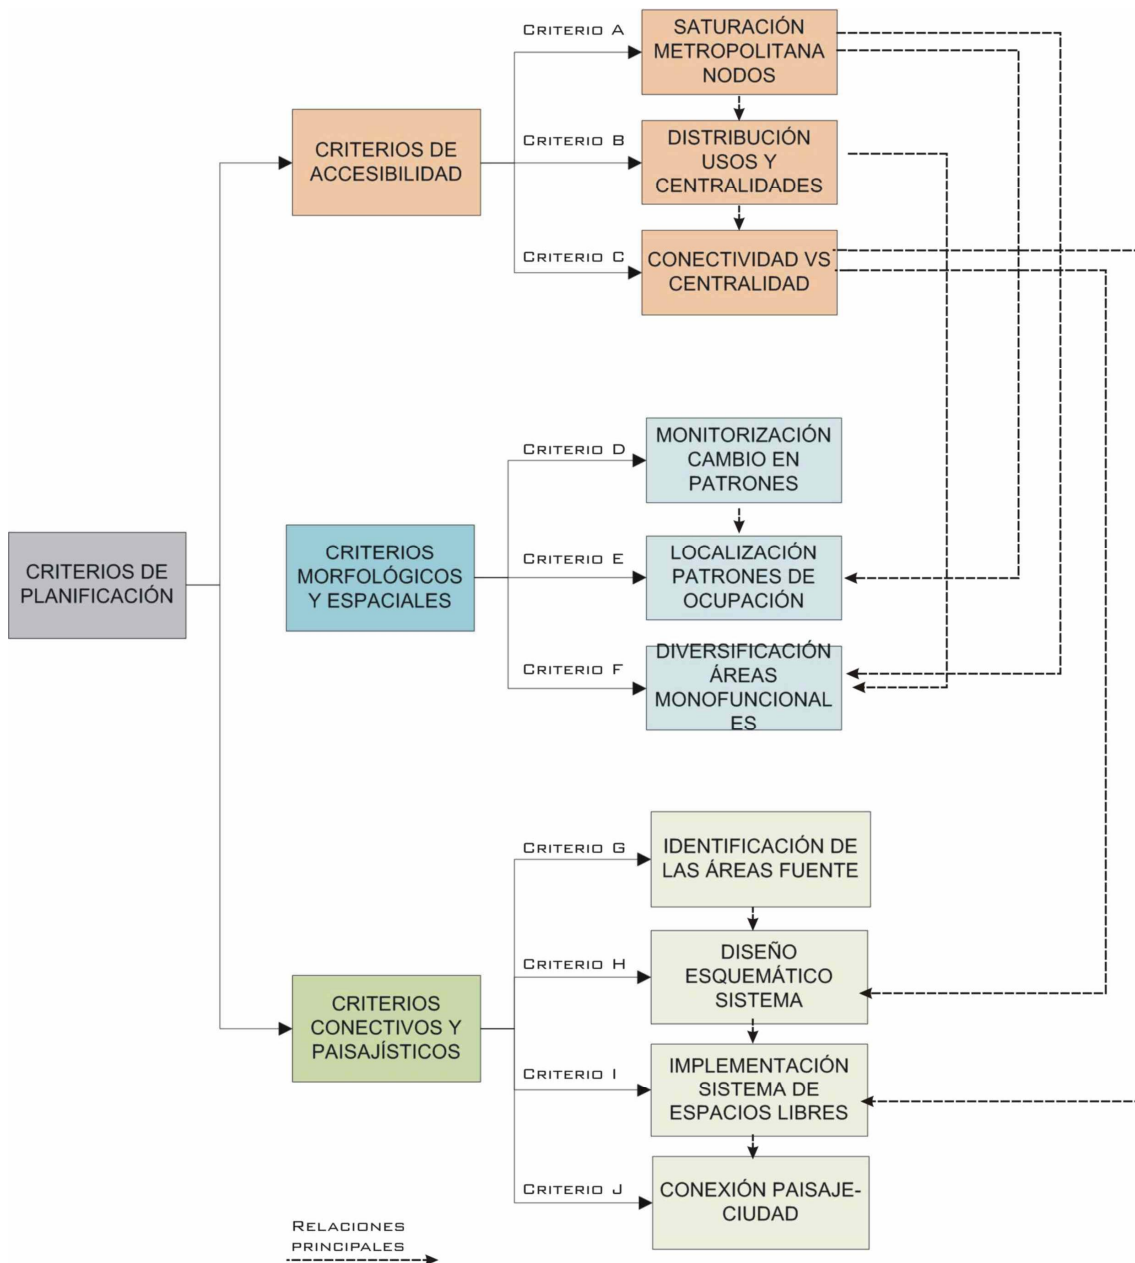 CRITERIOS DE
PLANIFICACIÓN
CRITERIOS DE
ACCESIBILIDAD
CRITERIO A
SATURACIÓN
METROPOLITANA
NODOS
CRITERIO B
DISTRIBUCIÓN
USOS Y
CENTRALIDADES
CRITERIO C
CONECTIVIDAD VS
CENTRALIDAD
CRITERIOS
MORFOLÓGICOS
Y ESPACIALES
CRITERIO D
MONITORIZACIÓN
CAMBIO EN
PATRONES
CRITERIO E
LOCALIZACIÓN
PATRONES DE
OCUPACIÓN
CRITERIO F
DIVERSIFICACIÓN
ÁREAS
MONOFUNCIONAL
ES
CRITERIOS
CONECTIVOS Y
PAISAJÍSTICOS
CRITERIO G
IDENTIFICACIÓN DE
LAS ÁREAS FUENTE
CRITERIO H
DISEÑO
ESQUEMÁTICO
SISTEMA
CRITERIO I
IMPLEMENTACIÓN
SISTEMA DE
ESPACIOS LIBRES
CRITERIO J
CONEXIÓN PAISAJE-
CIUDAD
RELACIONES
PRINCIPALES